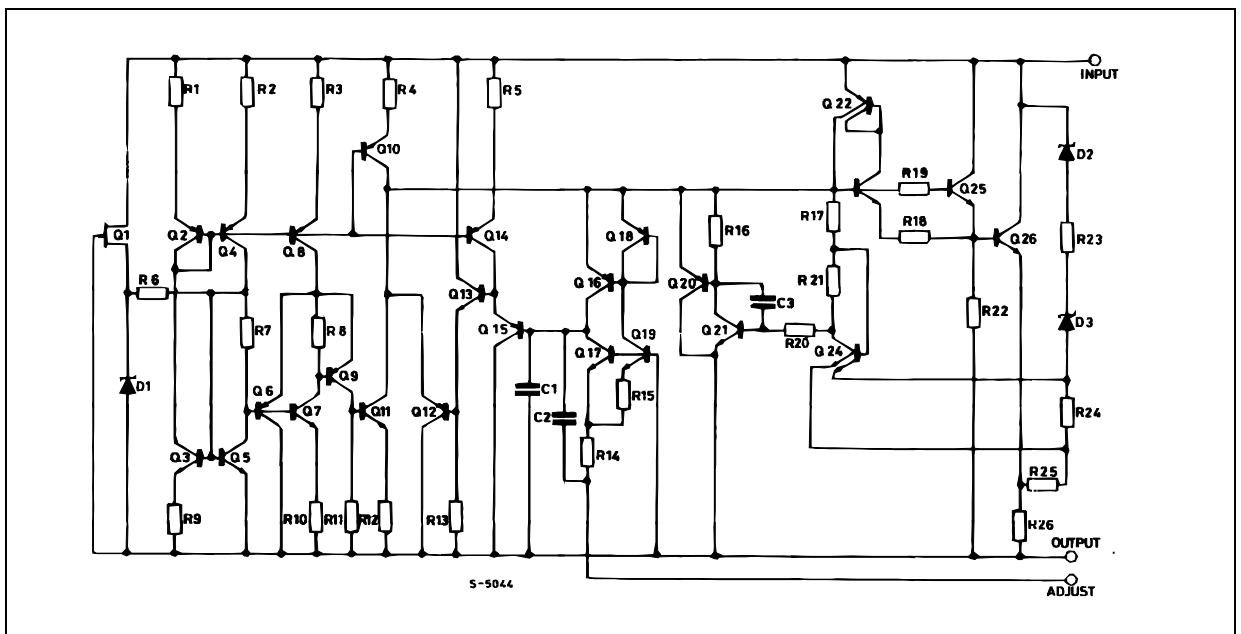 INPUT
R1 R2 R3 R4 R5
Q22
Q10 D2
R19
Q25
R17 R18
Q1 Q2 Q4 Q8 Q14 Q18 R16 Q26 R23
R6 Q16 Q20 R21
Q13 C3
R7 R8 Q15 Q19 Q21 R20 R22 D3
Q17 Q24
D1 Q9 C1 R15
Q6 Q7 Q11 Q12 C2 R24
Q3 Q5 R14
R25
R9 R10 R11 R12 R13 R26
OUTPUT
S-5044
ADJUST